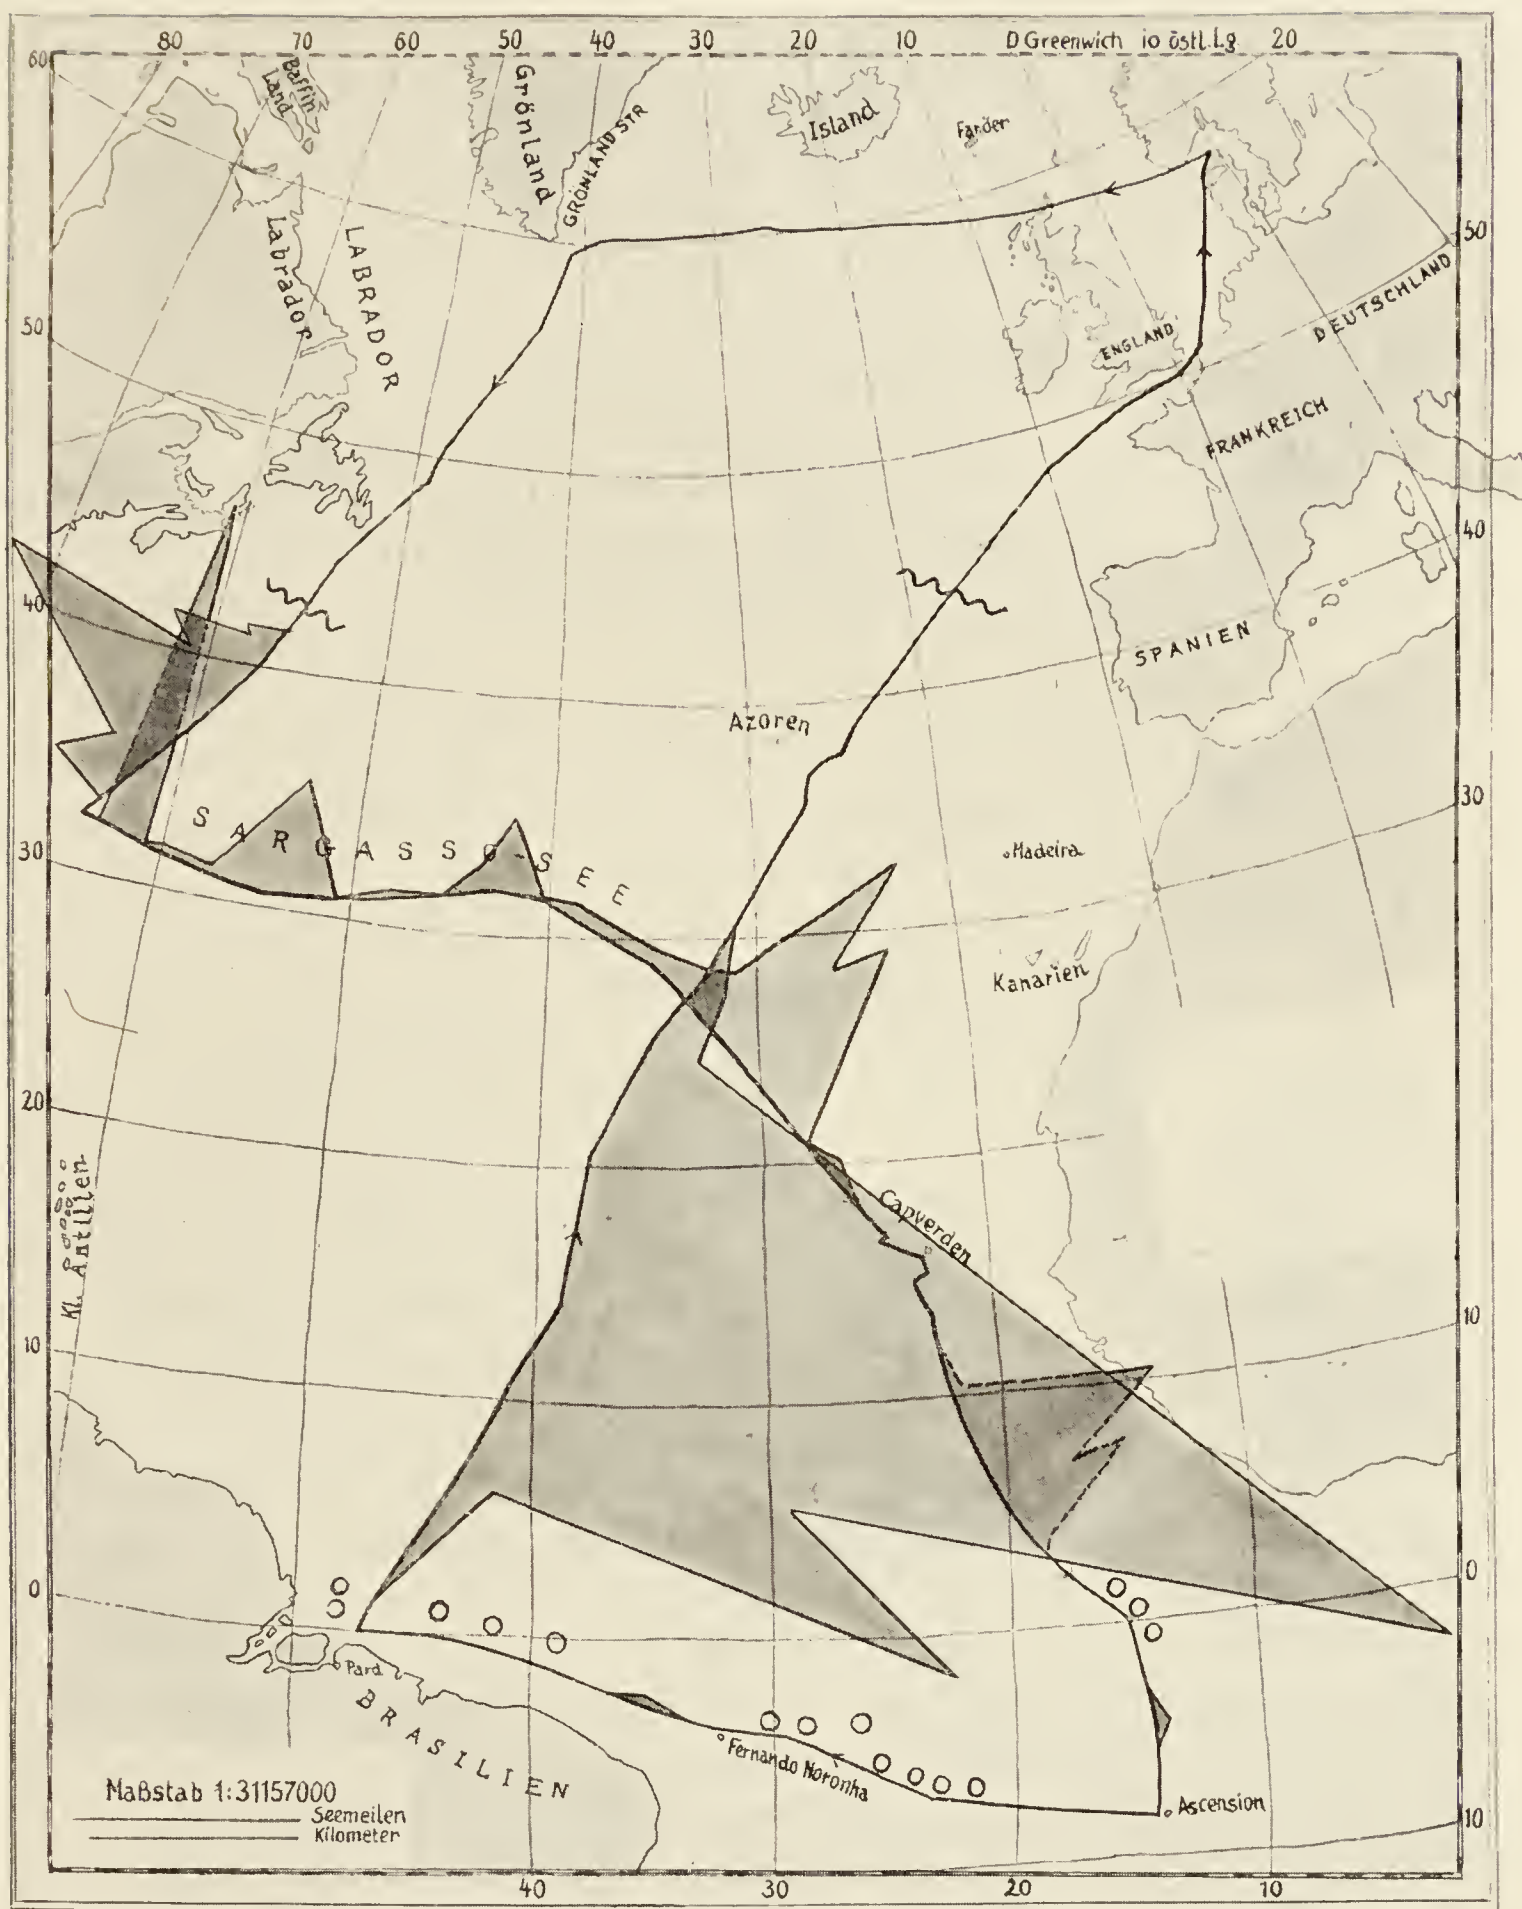 80 70 60 50 40 30 20 10 D Greenwich 10 östl. Lg. 20
60
Baffin
Land
Grönland
GRÖNLAND STR
Island
Faröer
50
Labrador
LABRADOR
DEUTSCHLAND
50
ENGLAND
FRANKREICH
40
40
SPANIEN
Azoren
30
SARGASSO-SEE
30
Madeira
Kanarien
20
Kl. Antillen
Capverden
10
10
0
0
Pará
BRASILIEN
Fernando Noronha
Maßstab 1:31157000
Seemeilen
Kilometer
Ascension
10
40 30 20 10